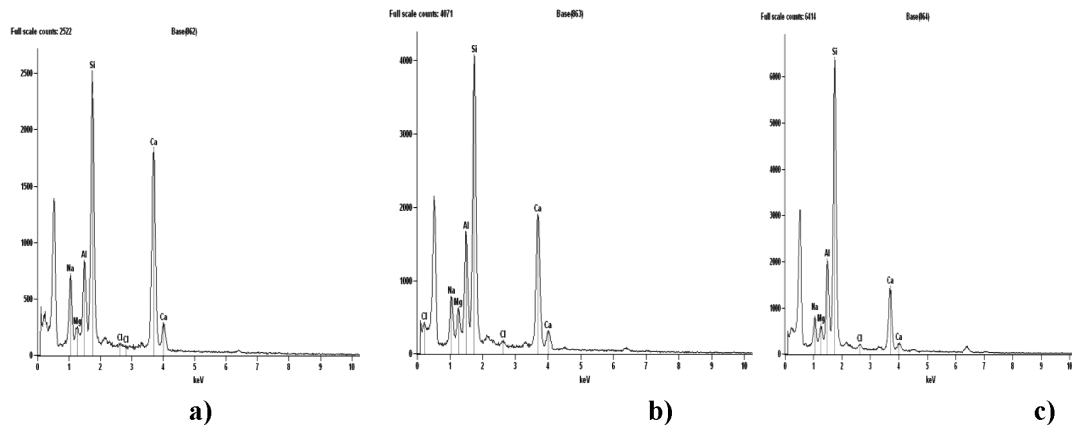 Full scale counts: 2522 Base(062)
2500
2000
1500
1000
500
0
Si
Ca
Na
Al
Mg
Cl
Cl
Ca
0 1 2 3 4 5 6 7 8 9 10
keV
a)
Full scale counts: 4071 Base(063)
4000
3000
2000
1000
0
Si
Al
Ca
Na
Mg
Cl
Cl
Ca
0 1 2 3 4 5 6 7 8 9 10
keV
b)
Full scale counts: 6414 Base(064)
6000
5000
4000
3000
2000
1000
0
Si
Al
Ca
Na
Mg
Cl
Ca
0 1 2 3 4 5 6 7 8 9 10
keV
c)